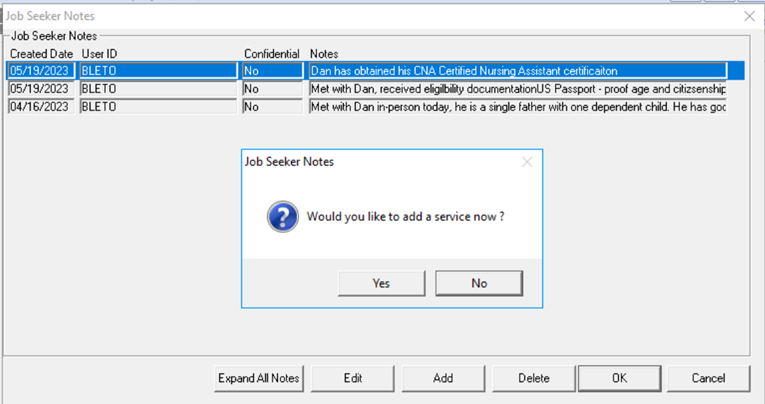 Job Seeker Notes
Job Seeker Notes
Created Date User ID Confidential Notes
05/19/2023 BLETO No Dan has obtained his CNA Certified Nursing Assistant certificaiton
05/19/2023 BLETO No Met with Dan, received eligilbility documentationUS Passport - proof age and citizsenship
04/16/2023 BLETO No Met with Dan in-person today, he is a single father with one dependent child. He has goo
Job Seeker Notes
Would you like to add a service now ?
Yes No
Expand All Notes Edit Add Delete OK Cancel